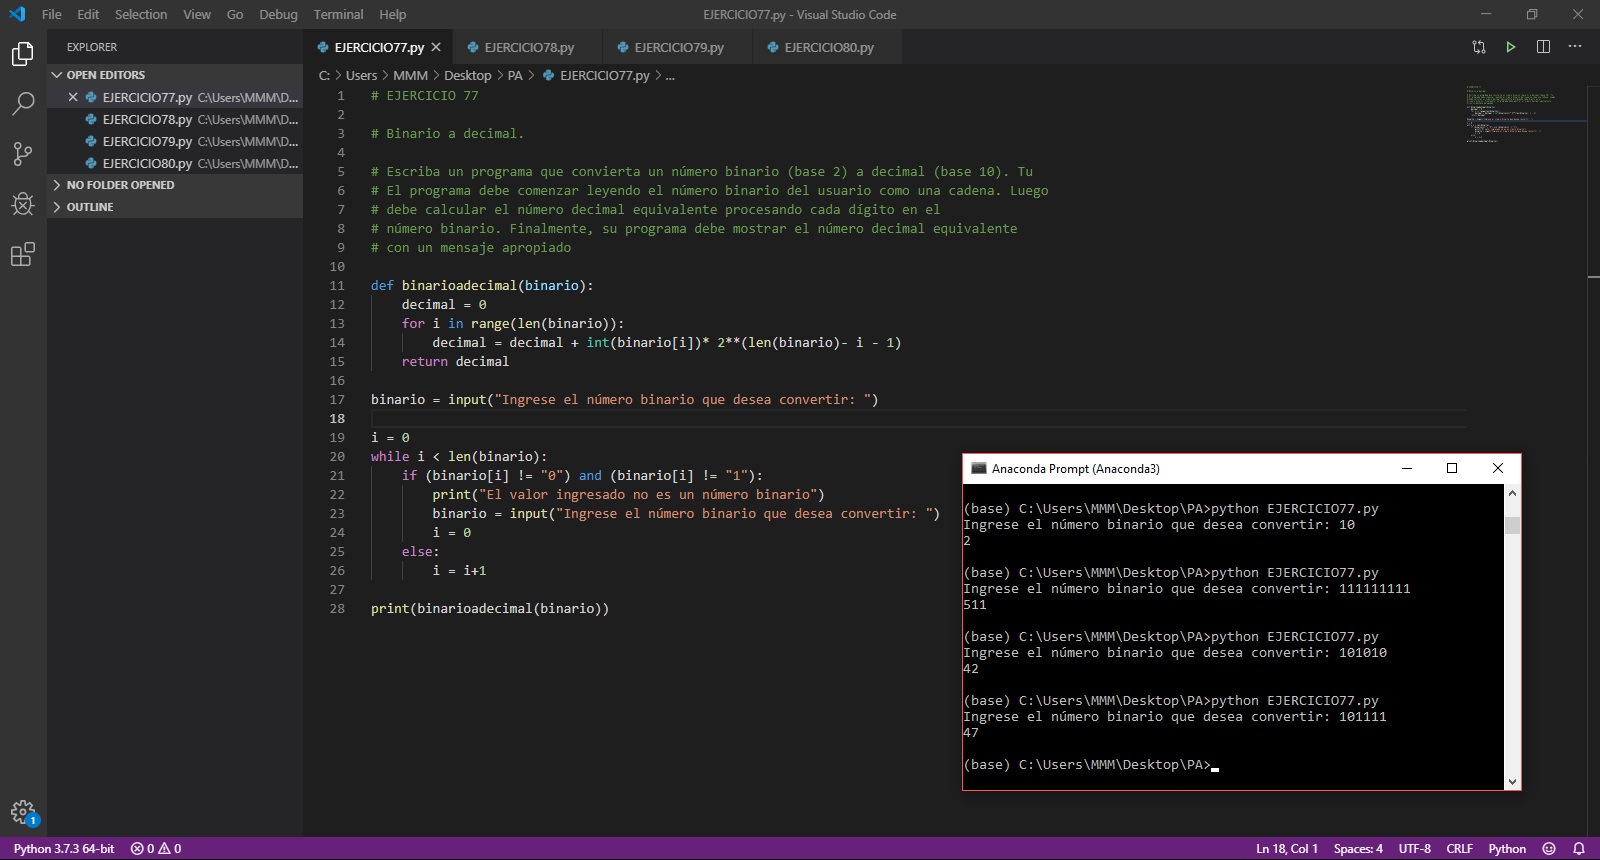 File Edit Selection View Go Debug Terminal Help EJERCICIO77.py - Visual Studio Code
EXPLORER
OPEN EDITORS
EJERCICIO77.py C:\Users\MMM\D...
EJERCICIO78.py C:\Users\MMM\D...
EJERCICIO79.py C:\Users\MMM\D...
EJERCICIO80.py C:\Users\MMM\D...
NO FOLDER OPENED
OUTLINE
EJERCICIO77.py EJERCICIO78.py EJERCICIO79.py EJERCICIO80.py
C: > Users > MMM > Desktop > PA > EJERCICIO77.py > ...
1 # EJERCICIO 77
2
3 # Binario a decimal.
4
5 # Escriba un programa que convierta un número binario (base 2) a decimal (base 10). Tu
6 # El programa debe comenzar leyendo el número binario del usuario como una cadena. Luego
7 # debe calcular el número decimal equivalente procesando cada dígito en el
8 # número binario. Finalmente, su programa debe mostrar el número decimal equivalente
9 # con un mensaje apropiado
10
11 def binarioadecimal(binario):
12     decimal = 0
13     for i in range(len(binario)):
14         decimal = decimal + int(binario[i])* 2**(len(binario)- i - 1)
15     return decimal
16
17 binario = input("Ingrese el número binario que desea convertir: ")
18
19 i = 0
20 while i < len(binario):
21     if (binario[i] != "0") and (binario[i] != "1"):
22         print("El valor ingresado no es un número binario")
23         binario = input("Ingrese el número binario que desea convertir: ")
24         i = 0
25     else:
26         i = i+1
27
28 print(binarioadecimal(binario))
Anaconda Prompt (Anaconda3)
(base) C:\Users\MMM\Desktop\PA>python EJERCICIO77.py
Ingrese el número binario que desea convertir: 10
2
(base) C:\Users\MMM\Desktop\PA>python EJERCICIO77.py
Ingrese el número binario que desea convertir: 111111111
511
(base) C:\Users\MMM\Desktop\PA>python EJERCICIO77.py
Ingrese el número binario que desea convertir: 101010
42
(base) C:\Users\MMM\Desktop\PA>python EJERCICIO77.py
Ingrese el número binario que desea convertir: 101111
47
(base) C:\Users\MMM\Desktop\PA>
1
Python 3.7.3 64-bit 0 0 Ln 18, Col 1 Spaces: 4 UTF-8 CRLF Python